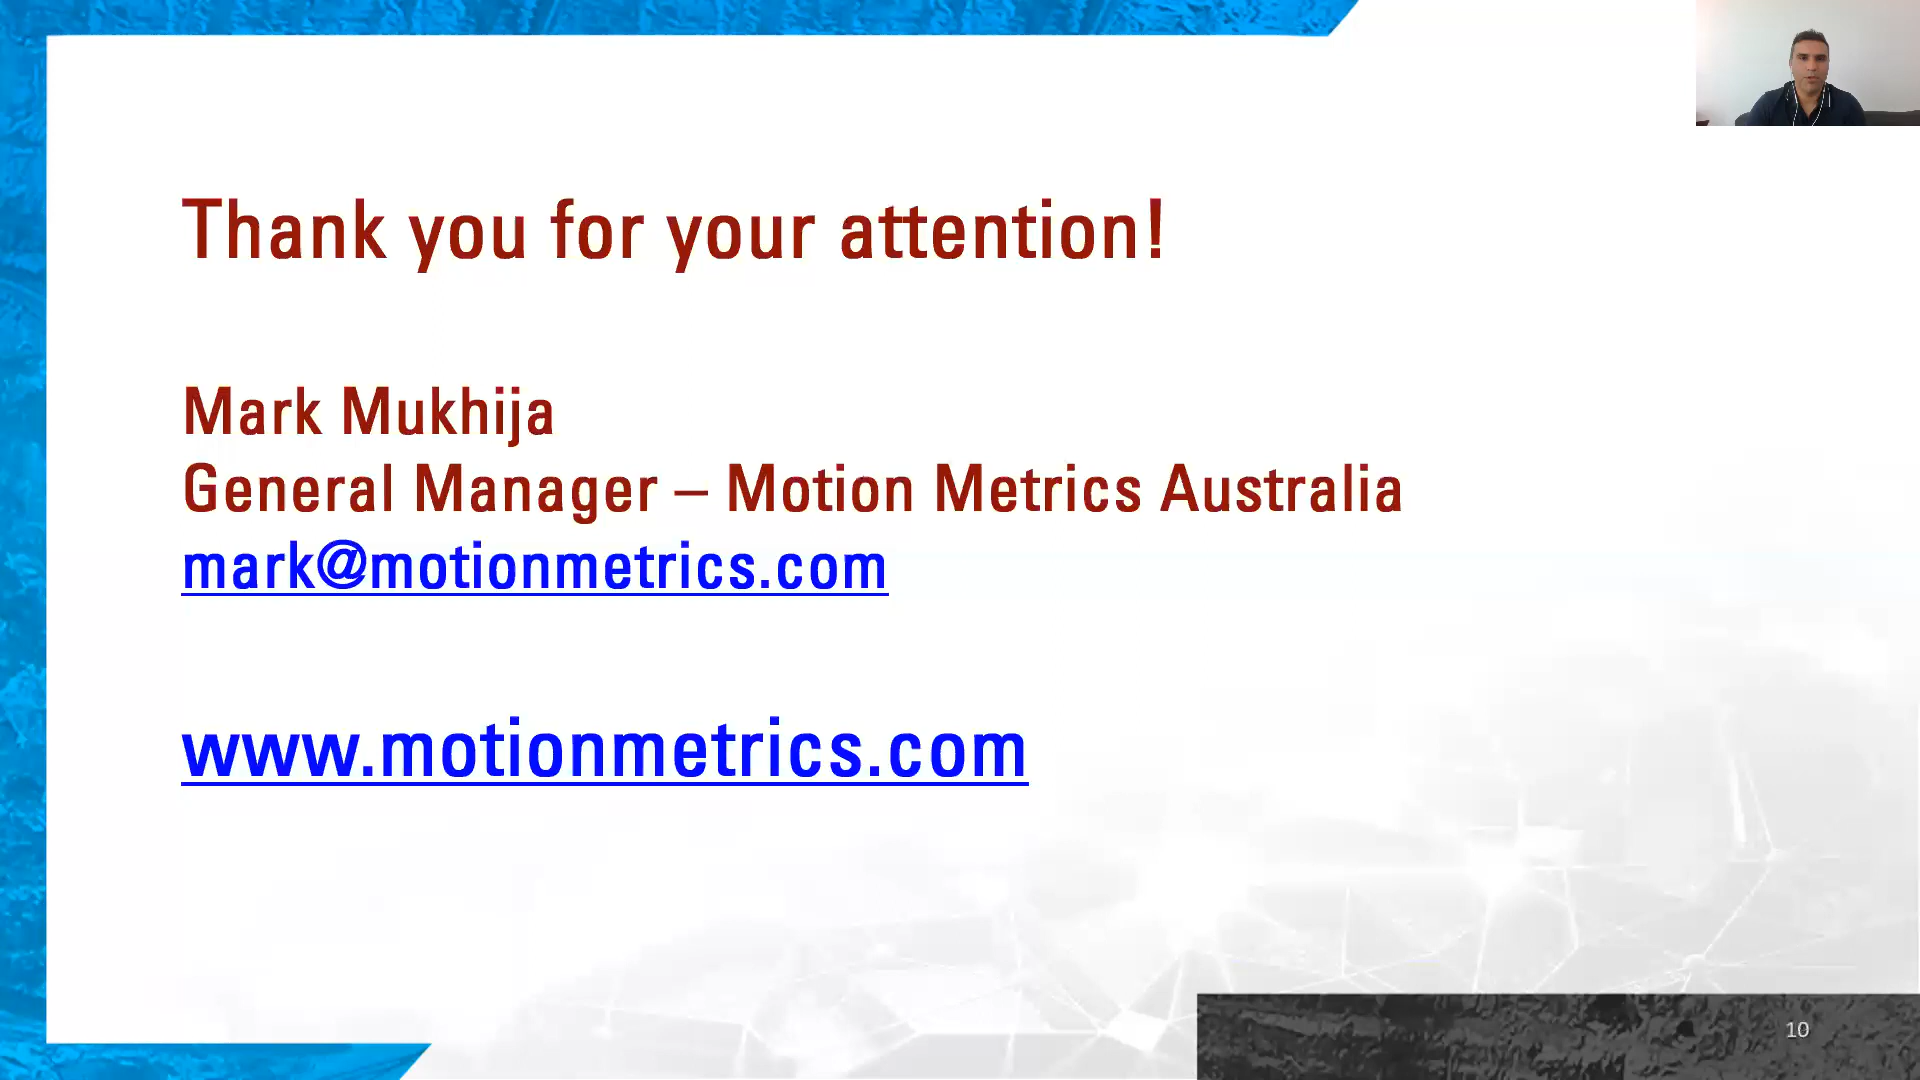 Thank you for your attention!
Mark Mukhija
General Manager – Motion Metrics Australia
mark@motionmetrics.com
www.motionmetrics.com
10